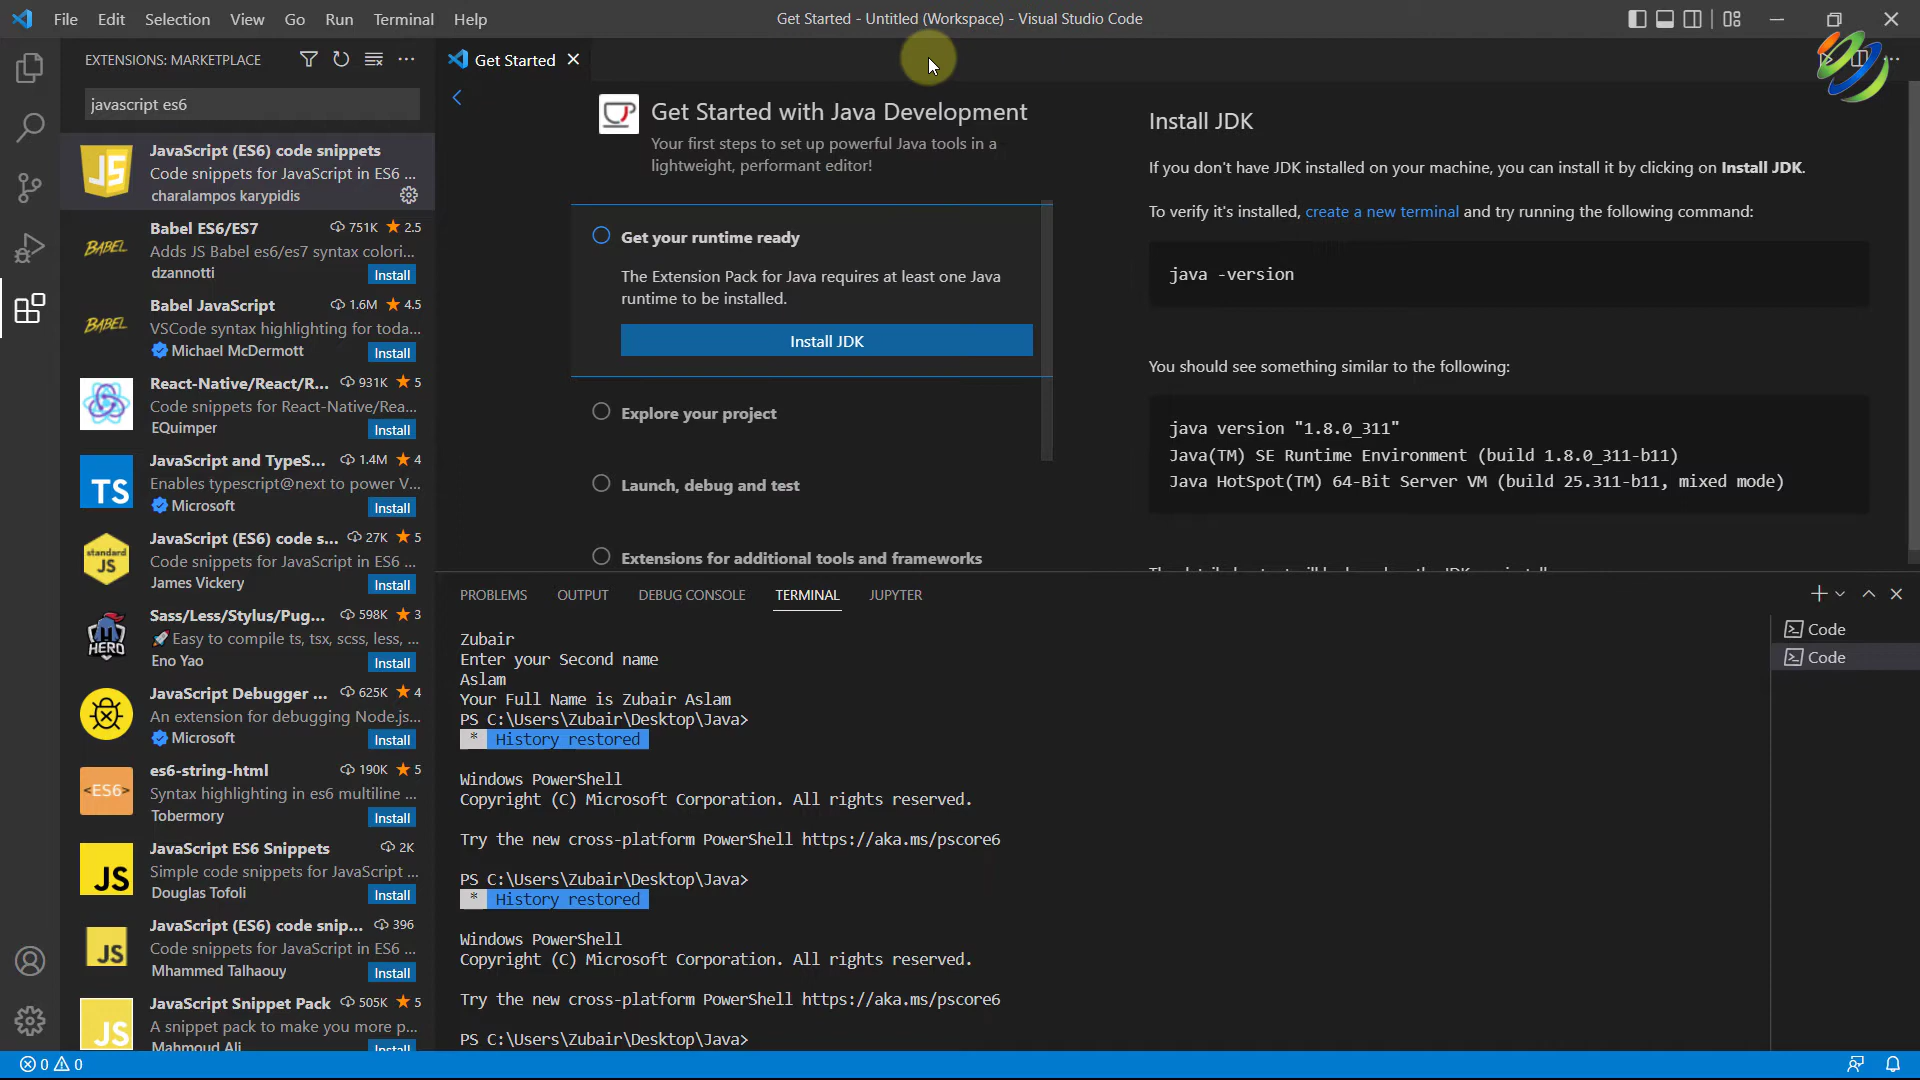 File Edit Selection View Go Run Terminal Help
Get Started - Untitled (Workspace) - Visual Studio Code
EXTENSIONS: MARKETPLACE
javascript es6
JavaScript (ES6) code snippets
Code snippets for JavaScript in ES6 ...
charalampos karypidis
Babel ES6/ES7 751K 2.5
Adds JS Babel es6/es7 syntax colori...
dzannotti Install
Babel JavaScript 1.6M 4.5
VSCode syntax highlighting for toda...
Michael McDermott Install
React-Native/React/R... 931K 5
Code snippets for React-Native/Rea...
EQuimper Install
JavaScript and TypeS... 1.4M 4
Enables typescript@next to power V...
Microsoft Install
JavaScript (ES6) code s... 27K 5
Code snippets for JavaScript in ES6 ...
James Vickery Install
Sass/Less/Stylus/Pug... 598K 3
🚀Easy to compile ts, tsx, scss, less, ...
Eno Yao Install
JavaScript Debugger ... 625K 4
An extension for debugging Node.js...
Microsoft Install
es6-string-html 190K 5
Syntax highlighting in es6 multiline ...
Tobermory Install
JavaScript ES6 Snippets 2K
Simple code snippets for JavaScript ...
Douglas Tofoli Install
JavaScript (ES6) code snip... 396
Code snippets for JavaScript in ES6 ...
Mhammed Talhaouy Install
JavaScript Snippet Pack 505K 5
A snippet pack to make you more p...
Mahmoud Ali Install
JS
BABEL
BABEL
TS
standard
JS
HERO
<ES6>
JS
JS
JS
Get Started
Get Started with Java Development
Your first steps to set up powerful Java tools in a
lightweight, performant editor!
Get your runtime ready
The Extension Pack for Java requires at least one Java
runtime to be installed.
Install JDK
Explore your project
Launch, debug and test
Extensions for additional tools and frameworks
Install JDK
If you don't have JDK installed on your machine, you can install it by clicking on Install JDK.
To verify it's installed, create a new terminal and try running the following command:
java -version
You should see something similar to the following:
java version "1.8.0_311"
Java(TM) SE Runtime Environment (build 1.8.0_311-b11)
Java HotSpot(TM) 64-Bit Server VM (build 25.311-b11, mixed mode)
PROBLEMS OUTPUT DEBUG CONSOLE TERMINAL JUPYTER
Code
Code
Zubair
Enter your Second name
Aslam
Your Full Name is Zubair Aslam
PS C:\Users\Zubair\Desktop\Java>
* History restored
Windows PowerShell
Copyright (C) Microsoft Corporation. All rights reserved.
Try the new cross-platform PowerShell https://aka.ms/pscore6
PS C:\Users\Zubair\Desktop\Java>
* History restored
Windows PowerShell
Copyright (C) Microsoft Corporation. All rights reserved.
Try the new cross-platform PowerShell https://aka.ms/pscore6
PS C:\Users\Zubair\Desktop\Java>
0 0